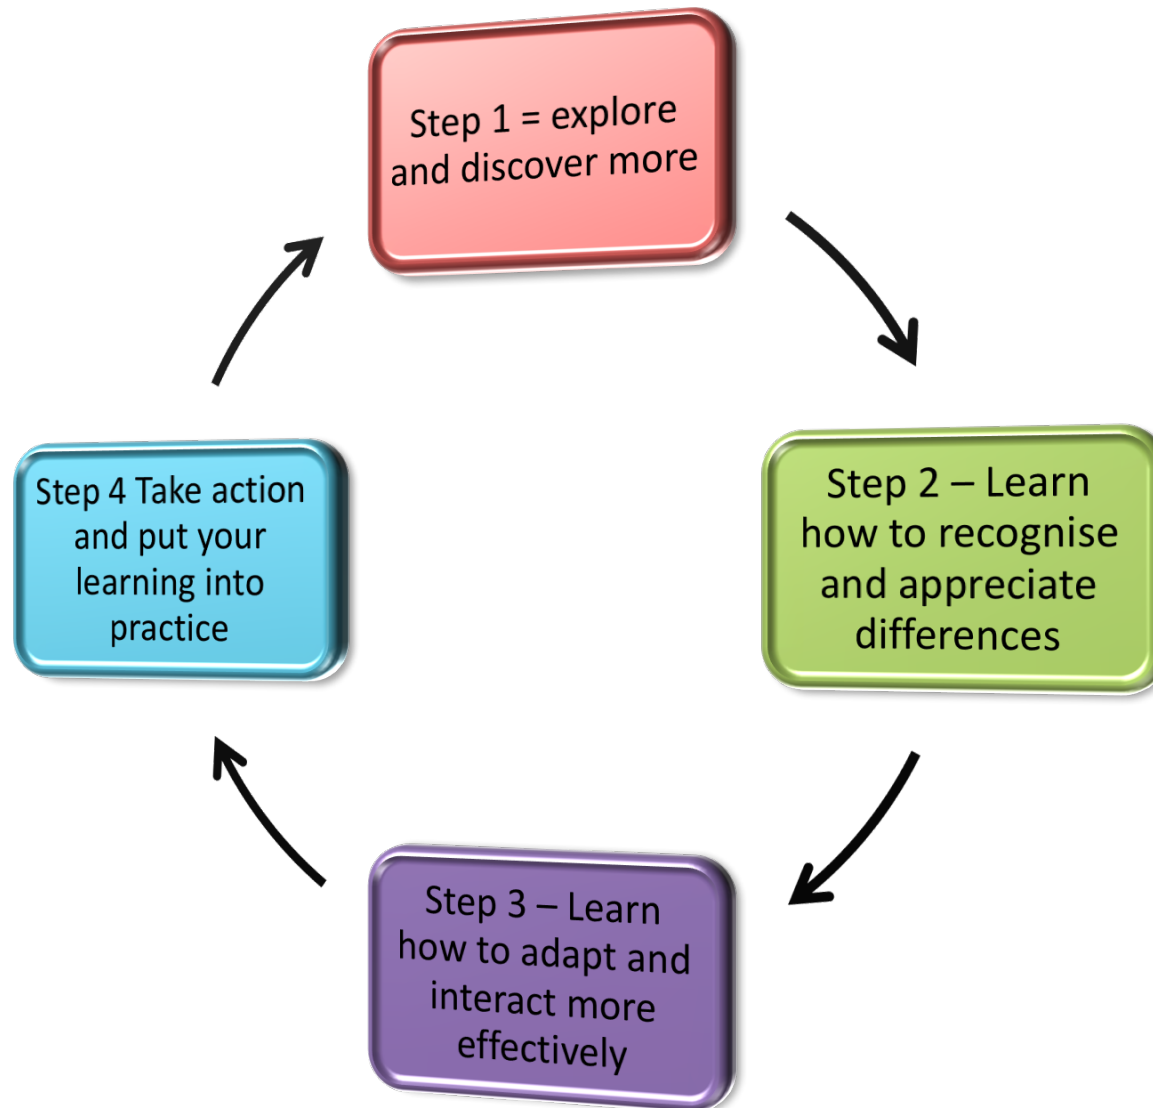 Step 1 = explore
and discover more
Step 2 – Learn
how to recognise
and appreciate
differences
Step 3 – Learn
how to adapt and
interact more
effectively
Step 4 Take action
and put your
learning into
practice